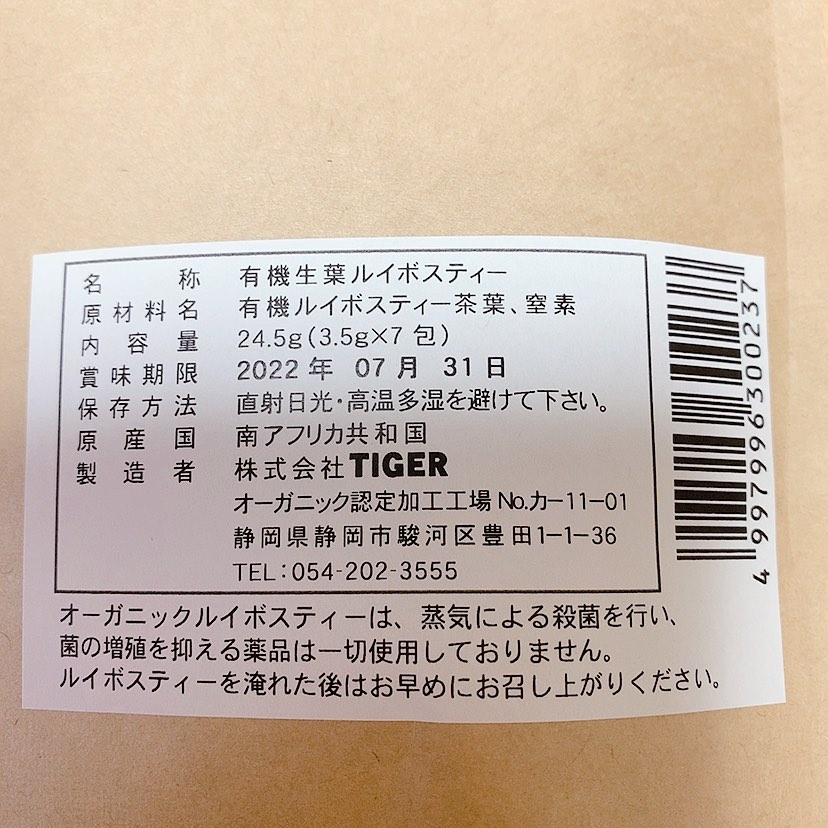 名称 有機生葉ルイボスティー
原材料名 有機ルイボスティー茶葉、窒素
内容量 24.5g(3.5g×7包)
賞味期限 2022年 07月 31日
保存方法 直射日光・高温多湿を避けて下さい。
原産国 南アフリカ共和国
製造者 株式会社TIGER
オーガニック認定加工工場No.カ-11-01
静岡県静岡市駿河区豊田1-1-36
TEL:054-202-3555
オーガニックルイボスティーは、蒸気による殺菌を行い、
菌の増殖を抑える薬品は一切使用しておりません。
ルイボスティーを淹れた後はお早めにお召し上がりください。
4997996300237